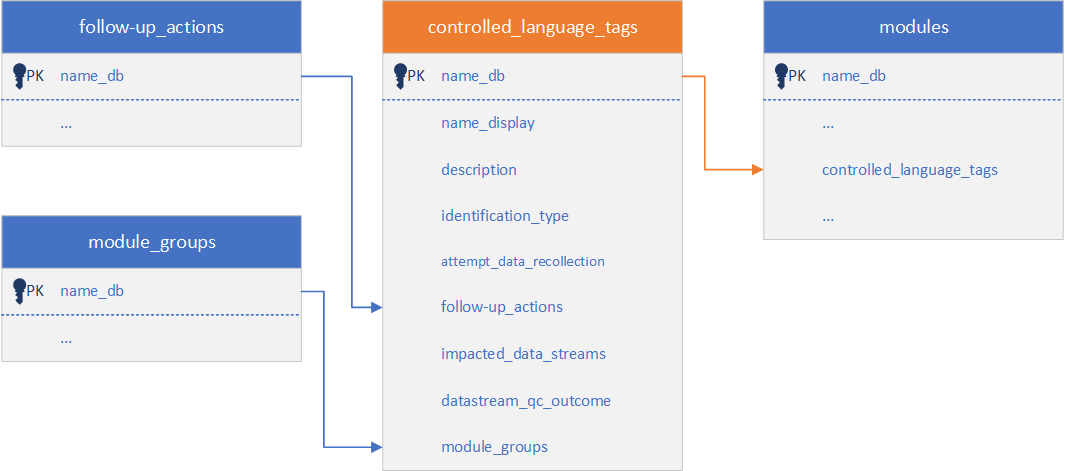 follow-up_actions
PK name_db
...
module_groups
PK name_db
...
controlled_language_tags
PK name_db
name_display
description
identification_type
attempt_data_recollection
follow-up_actions
impacted_data_streams
datastream_qc_outcome
module_groups
modules
PK name_db
...
controlled_language_tags
...